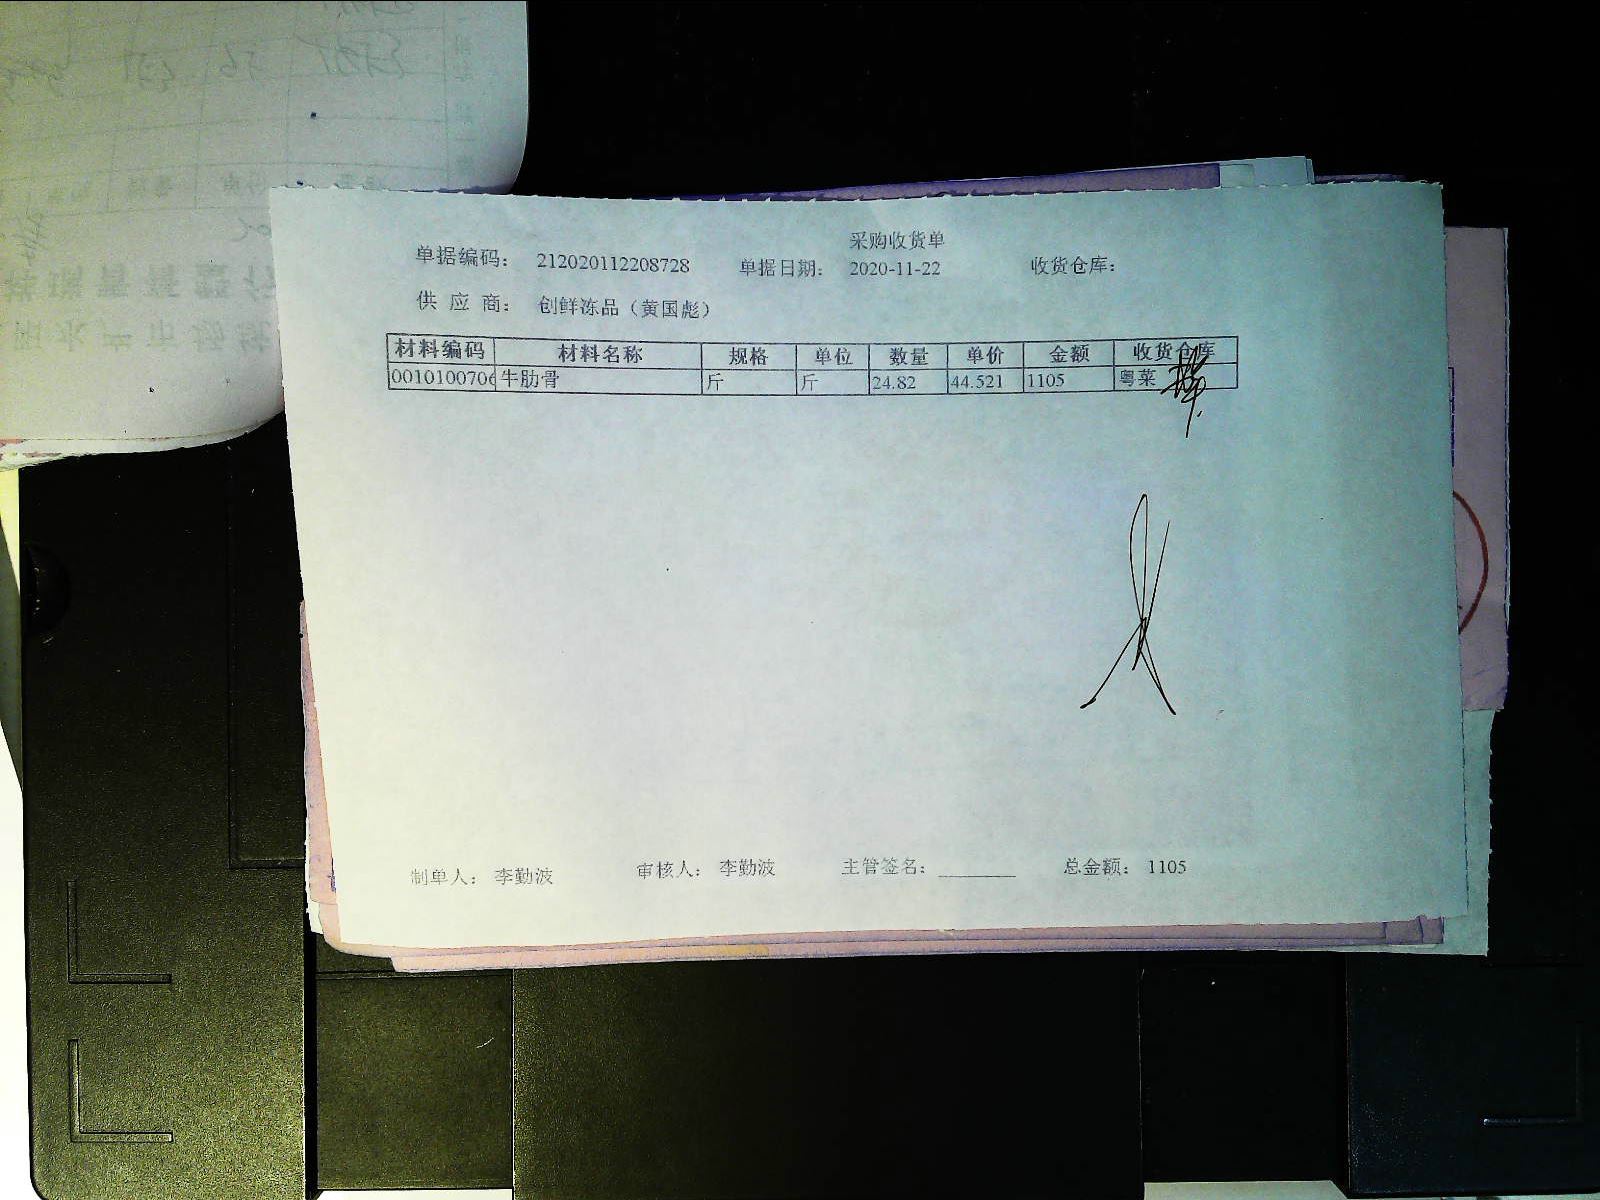 采购收货单
单据编码: 212020112208728 单据日期: 2020-11-22 收货仓库:
供 应 商: 创鲜冻品（黄国彪）
材料编码 材料名称 规格 单位 数量 单价 金额 收货仓库
0010100706 牛肋骨 斤 斤 24.82 44.521 1105 粤菜
制单人: 李勤波 审核人: 李勤波 主管签名: ________ 总金额: 1105